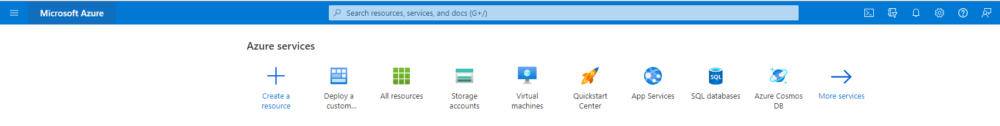 Microsoft Azure
Search resources, services, and docs (G+/)
Azure services
Create a
resource
Deploy a
custom...
All resources
Storage
accounts
Virtual
machines
Quickstart
Center
App Services
SQL
SQL databases
Azure Cosmos
DB
More services